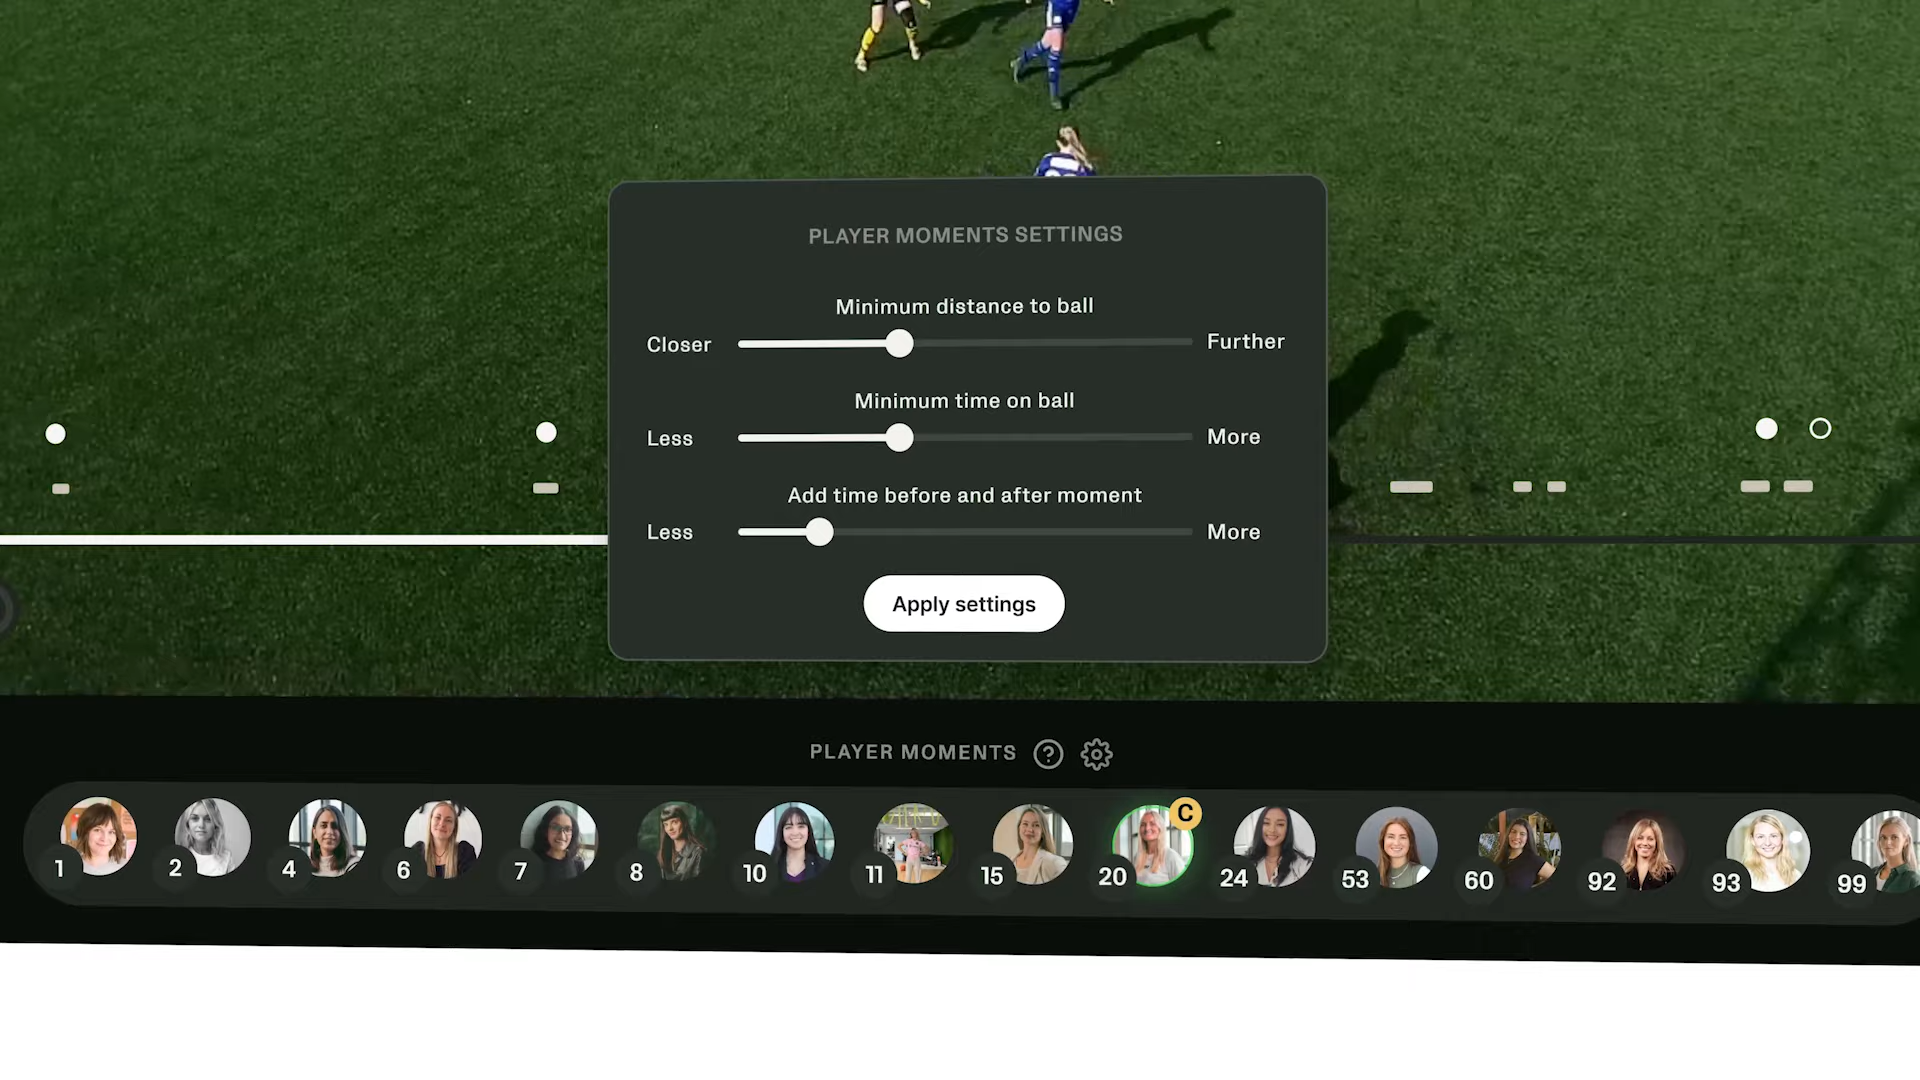 PLAYER MOMENTS SETTINGS
Minimum distance to ball
Closer
Further
Minimum time on ball
Less
More
Add time before and after moment
Less
More
Apply settings
PLAYER MOMENTS ?
C
1 2 4 6 7 8 10 11 15 20 24 53 60 92 93 99